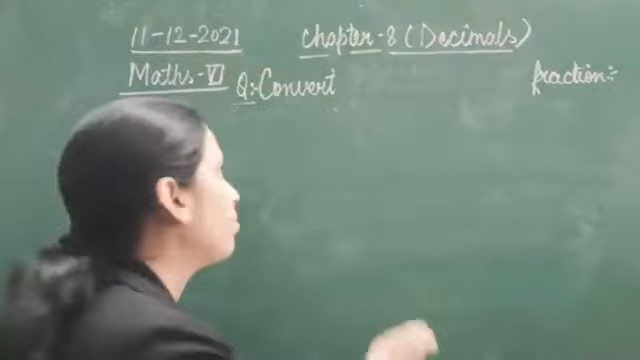 11-12-2021 Chapter-8 (Decimals)
Maths-VI Q:-Convert fraction:-